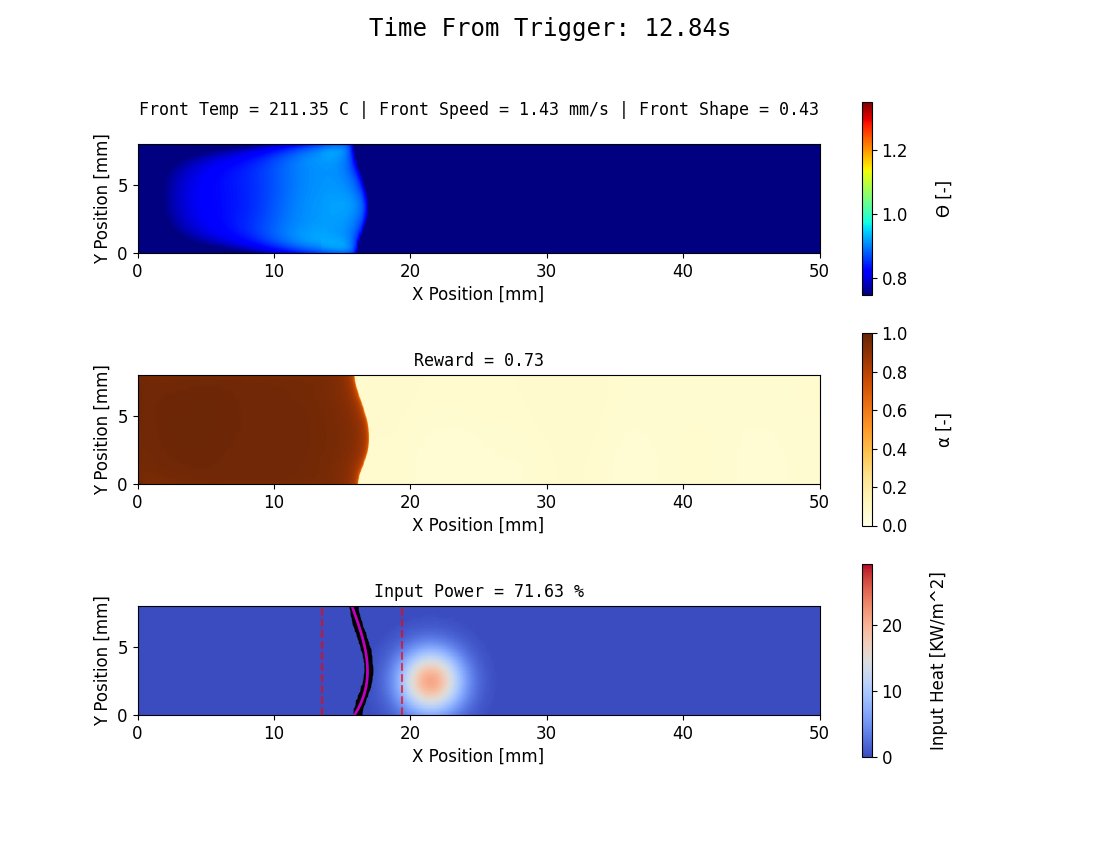 Time From Trigger: 12.84s
Front Temp = 211.35 C | Front Speed = 1.43 mm/s | Front Shape = 0.43
Y Position [mm]
5
0
0 10 20 30 40 50
X Position [mm]
1.2
1.0
0.8
Θ [-]
Reward = 0.73
Y Position [mm]
5
0
0 10 20 30 40 50
X Position [mm]
1.0
0.8
0.6
0.4
0.2
0.0
α [-]
Input Power = 71.63 %
Y Position [mm]
5
0
0 10 20 30 40 50
X Position [mm]
20
10
0
Input Heat [KW/m^2]